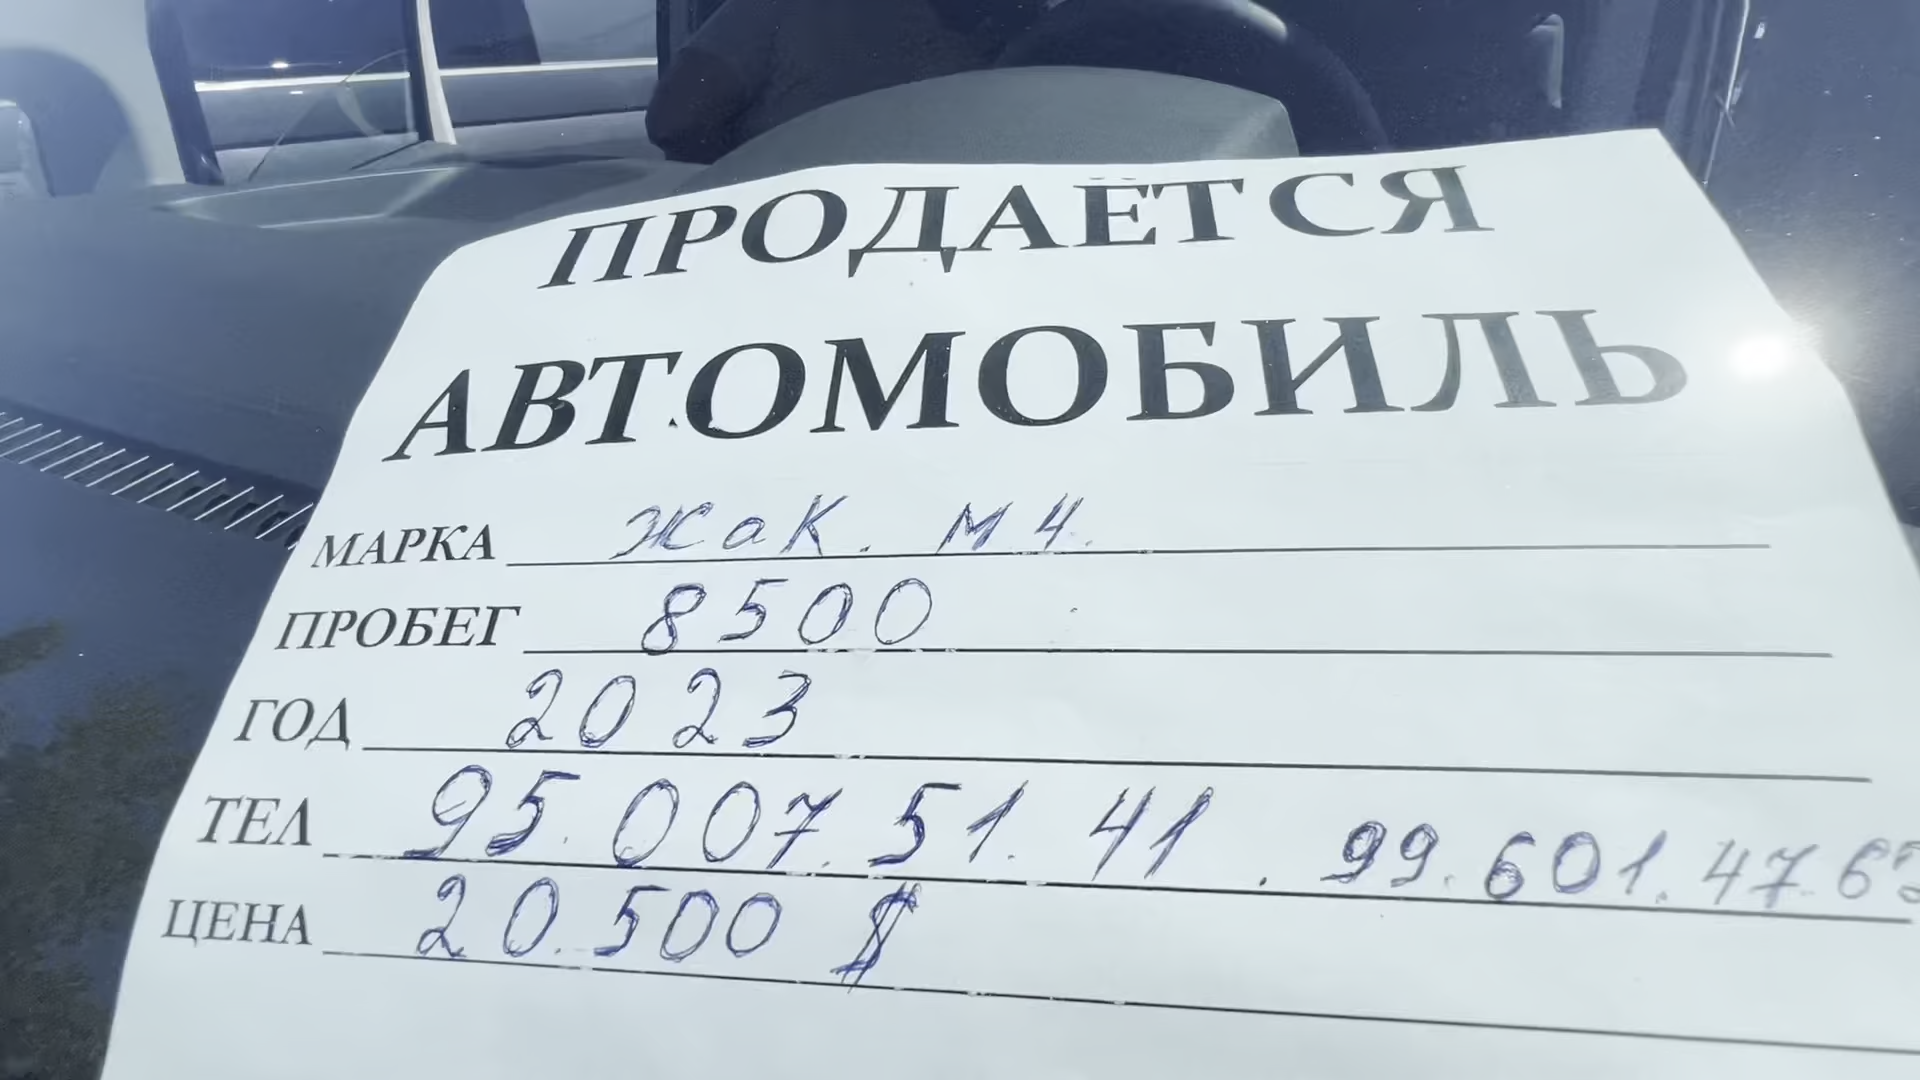 ПРОДАЁТСЯ
АВТОМОБИЛЬ
МАРКА Жак. М4.
ПРОБЕГ 8500
ГОД 2023
ТЕЛ 95.007.51.41. 99.601.47.
ЦЕНА 20.500 $